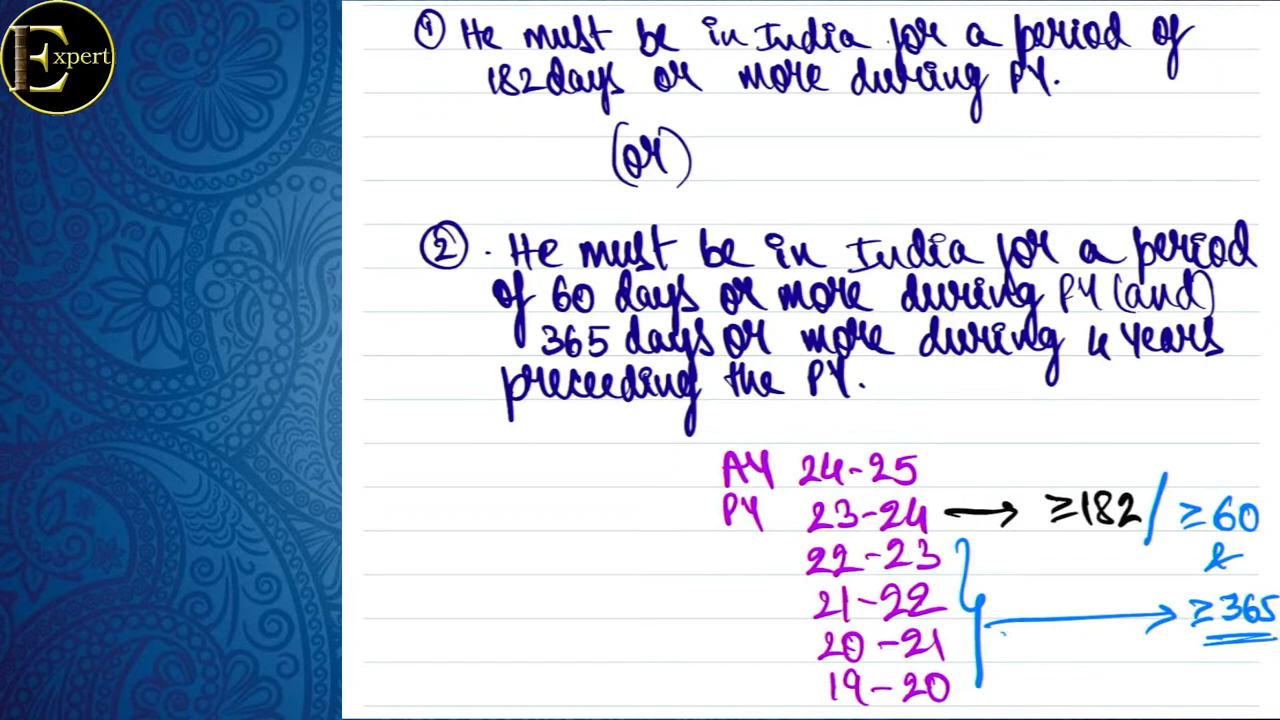 Expert
① He must be in India for a period of
182 days or more during PY.
(or)
② . He must be in India for a period
of 60 days or more during PY (and)
365 days or more during 4 Years
preceeding the PY.
AY 24-25
PY 23-24 → ≥182 / ≥60
22-23 &
21-22 → ≥365
20-21
19-20